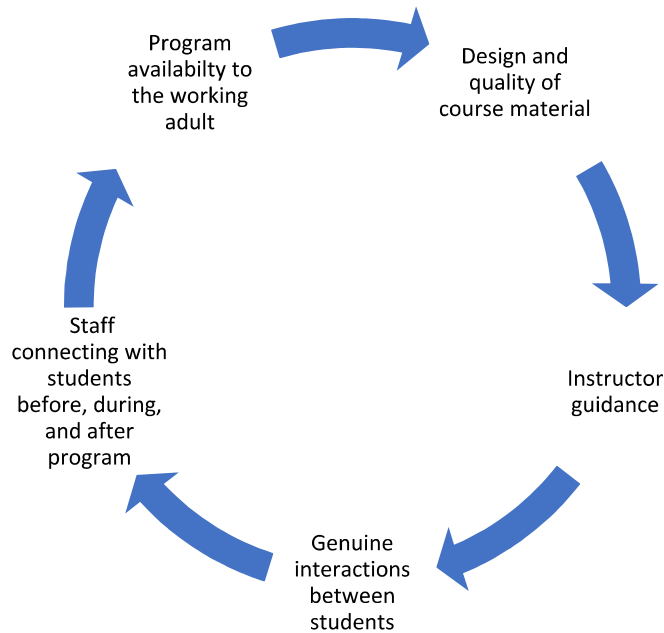 Program
availabilty to
the working
adult
Design and
quality of
course material
Instructor
guidance
Genuine
interactions
between
students
Staff
connecting with
students
before, during,
and after
program